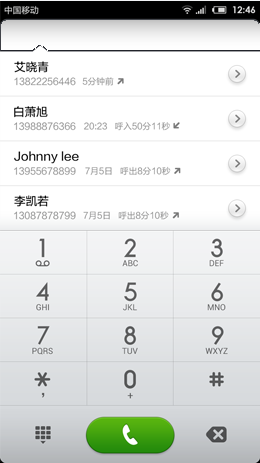 中国移动 12:46
艾晓青
13822256446 5分钟前
白萧旭
13988876366 20:23 呼入50分11秒
Johnny lee
13955678899 7月5日 呼出8分10秒
李凯若
13087878799 7月5日 呼出8分10秒
1 2 3
ABC DEF
4 5 6
GHI JKL MNO
7 8 9
PQRS TUV WXYZ
* 0 #
, +